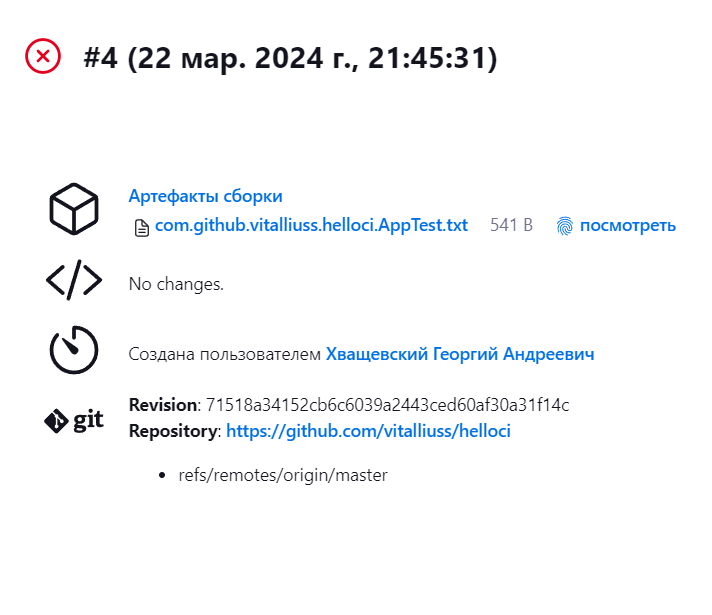 #4 (22 мар. 2024 г., 21:45:31)
Артефакты сборки
com.github.vitalliuss.helloci.AppTest.txt 541 B посмотреть
No changes.
Создана пользователем Хващевский Георгий Андреевич
git Revision: 71518a34152cb6c6039a2443ced60af30a31f14c
Repository: https://github.com/vitalliuss/helloci
• refs/remotes/origin/master